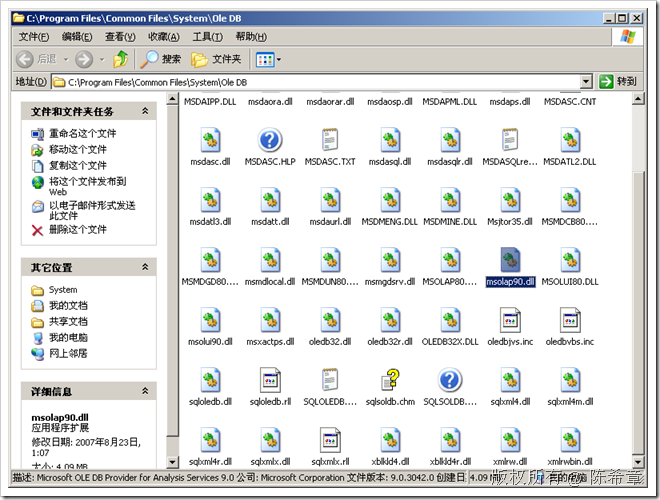 C:\Program Files\Common Files\System\Ole DB
文件(F) 编辑(E) 查看(V) 收藏(A) 工具(T) 帮助(H)
后退 搜索 文件夹
地址(D) C:\Program Files\Common Files\System\Ole DB 转到
文件和文件夹任务
重命名这个文件
移动这个文件
复制这个文件
将这个文件发布到
Web
以电子邮件形式发送
此文件
删除这个文件
其它位置
System
我的文档
共享文档
我的电脑
网上邻居
详细信息
msolap90.dll
应用程序扩展
修改日期: 2007年8月23日,
1:07
大小: 4.09 MB
MSDAIPP.DLL msdaora.dll msdaorar.dll msdaosp.dll MSDAPML.DLL msdaps.dll MSDASC.CNT
msdasc.dll MSDASC.HLP MSDASC.TXT msdasql.dll msdasqlr.dll MSDASQLre... MSDATL2.DLL
msdatl3.dll msdatt.dll msdaurl.dll MSDMENG.DLL MSDMINE.DLL Msjtor35.dll MSMDCB80....
MSMDGD80.... msmdlocal.dll MSMDUN80.... msmgdsrv.dll MSOLAP80.... msolap90.dll MSOLUI80.DLL
msolui90.dll msxactps.dll oledb32.dll oledb32r.dll OLEDB32X.DLL oledbjvs.inc oledbvbs.inc
sqloledb.dll sqloledb.rll SQLOLEDB.... sqlsoldb.chm SQLSOLDB.... sqlxml4.dll sqlxml4m.dll
sqlxml4r.dll sqlxmlx.dll sqlxmlx.rll xblkld4.dll xblkld4r.dll xmlrw.dll xmlrwbin.dll
描述: Microsoft OLE DB Provider for Analysis Services 9.0 公司: Microsoft Corporation 文件版本: 9.0.3042.0 创建日 4.09 MB 我的电脑
版权所有 @ 陈希章